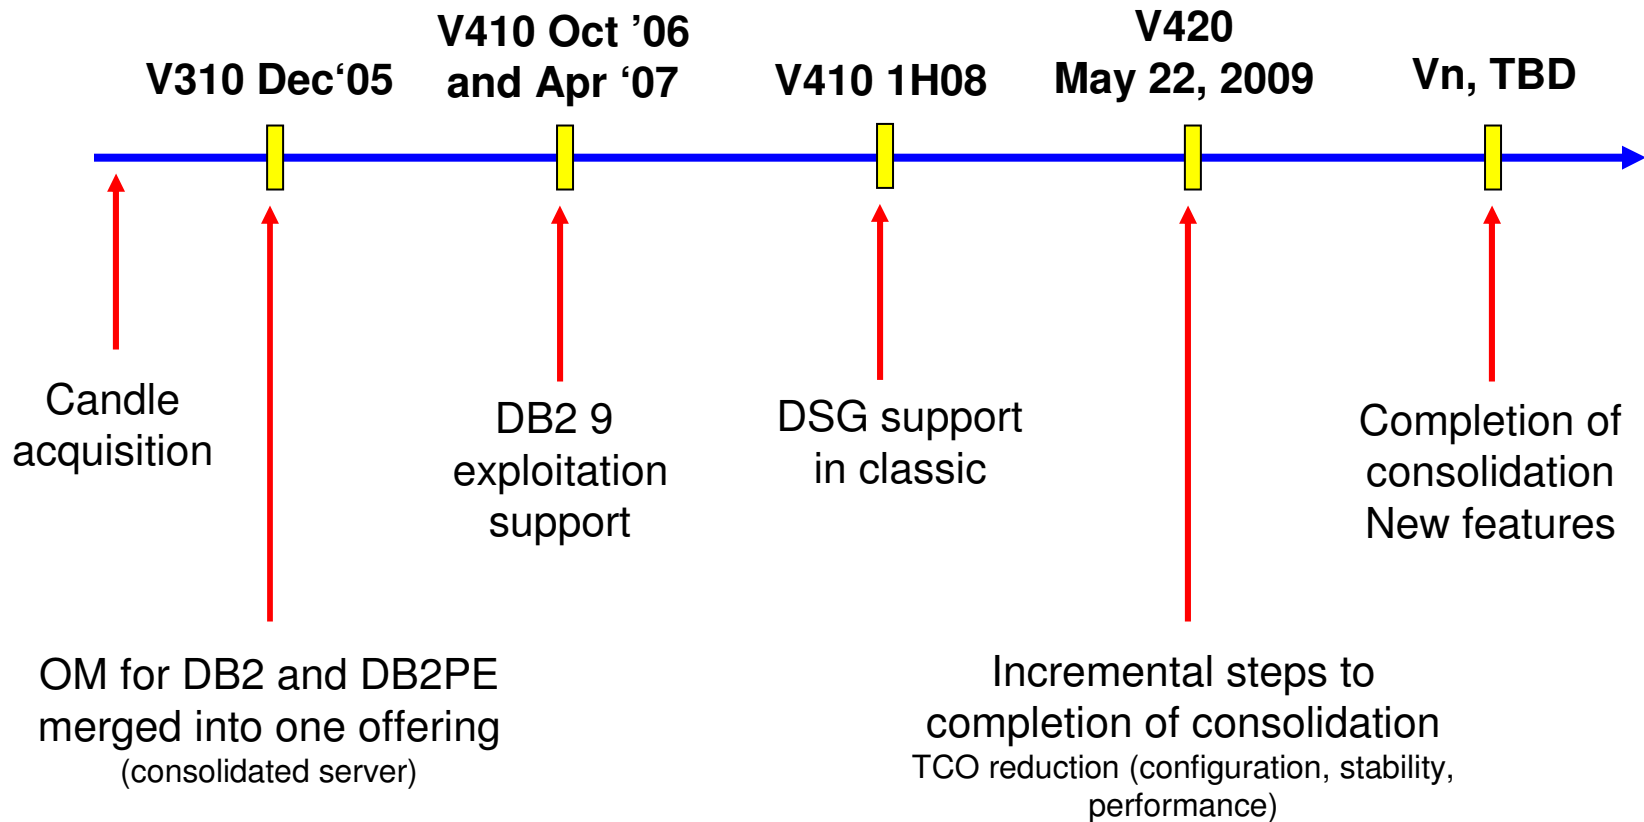 V310 Dec‘05
V410 Oct ’06
and Apr ‘07
V410 1H08
V420
May 22, 2009
Vn, TBD
Candle
acquisition
DB2 9
exploitation
support
DSG support
in classic
Completion of
consolidation
New features
OM for DB2 and DB2PE
merged into one offering
(consolidated server)
Incremental steps to
completion of consolidation
TCO reduction (configuration, stability,
performance)